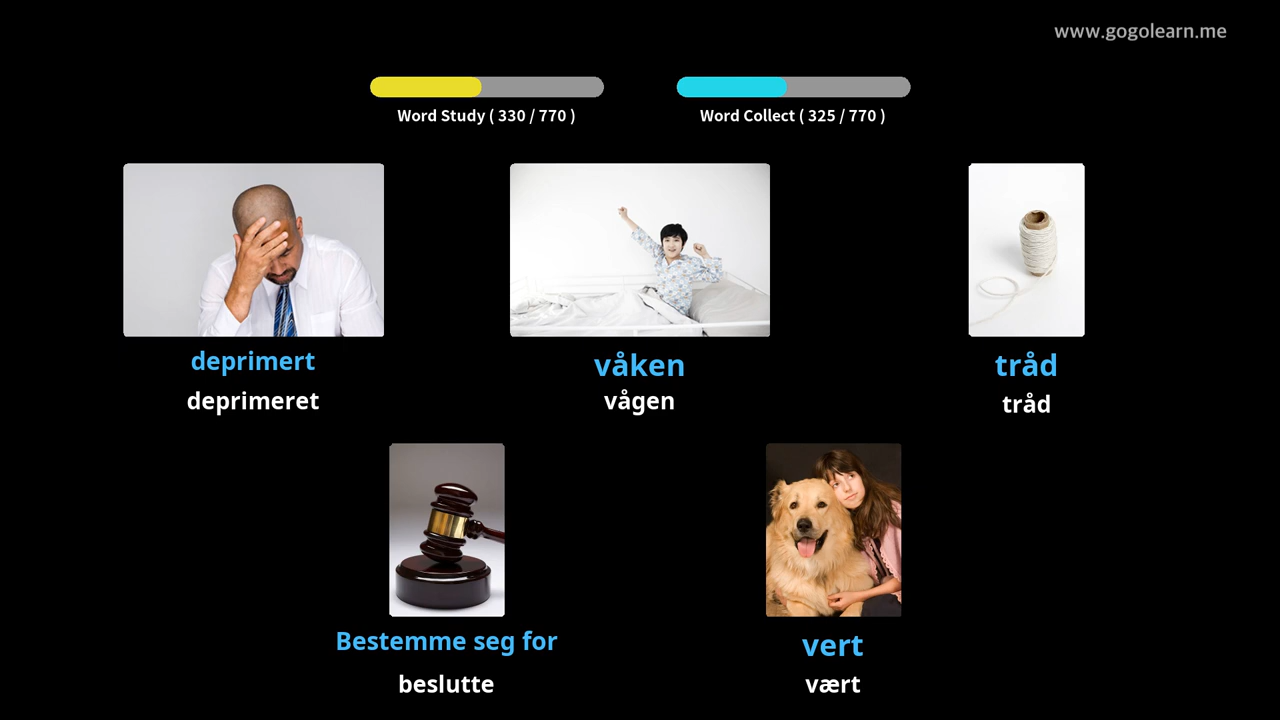 www.gogolearn.me
Word Study ( 330 / 770 )
Word Collect ( 325 / 770 )
deprimert
deprimeret
våken
vågen
tråd
tråd
Bestemme seg for
beslutte
vert
vært